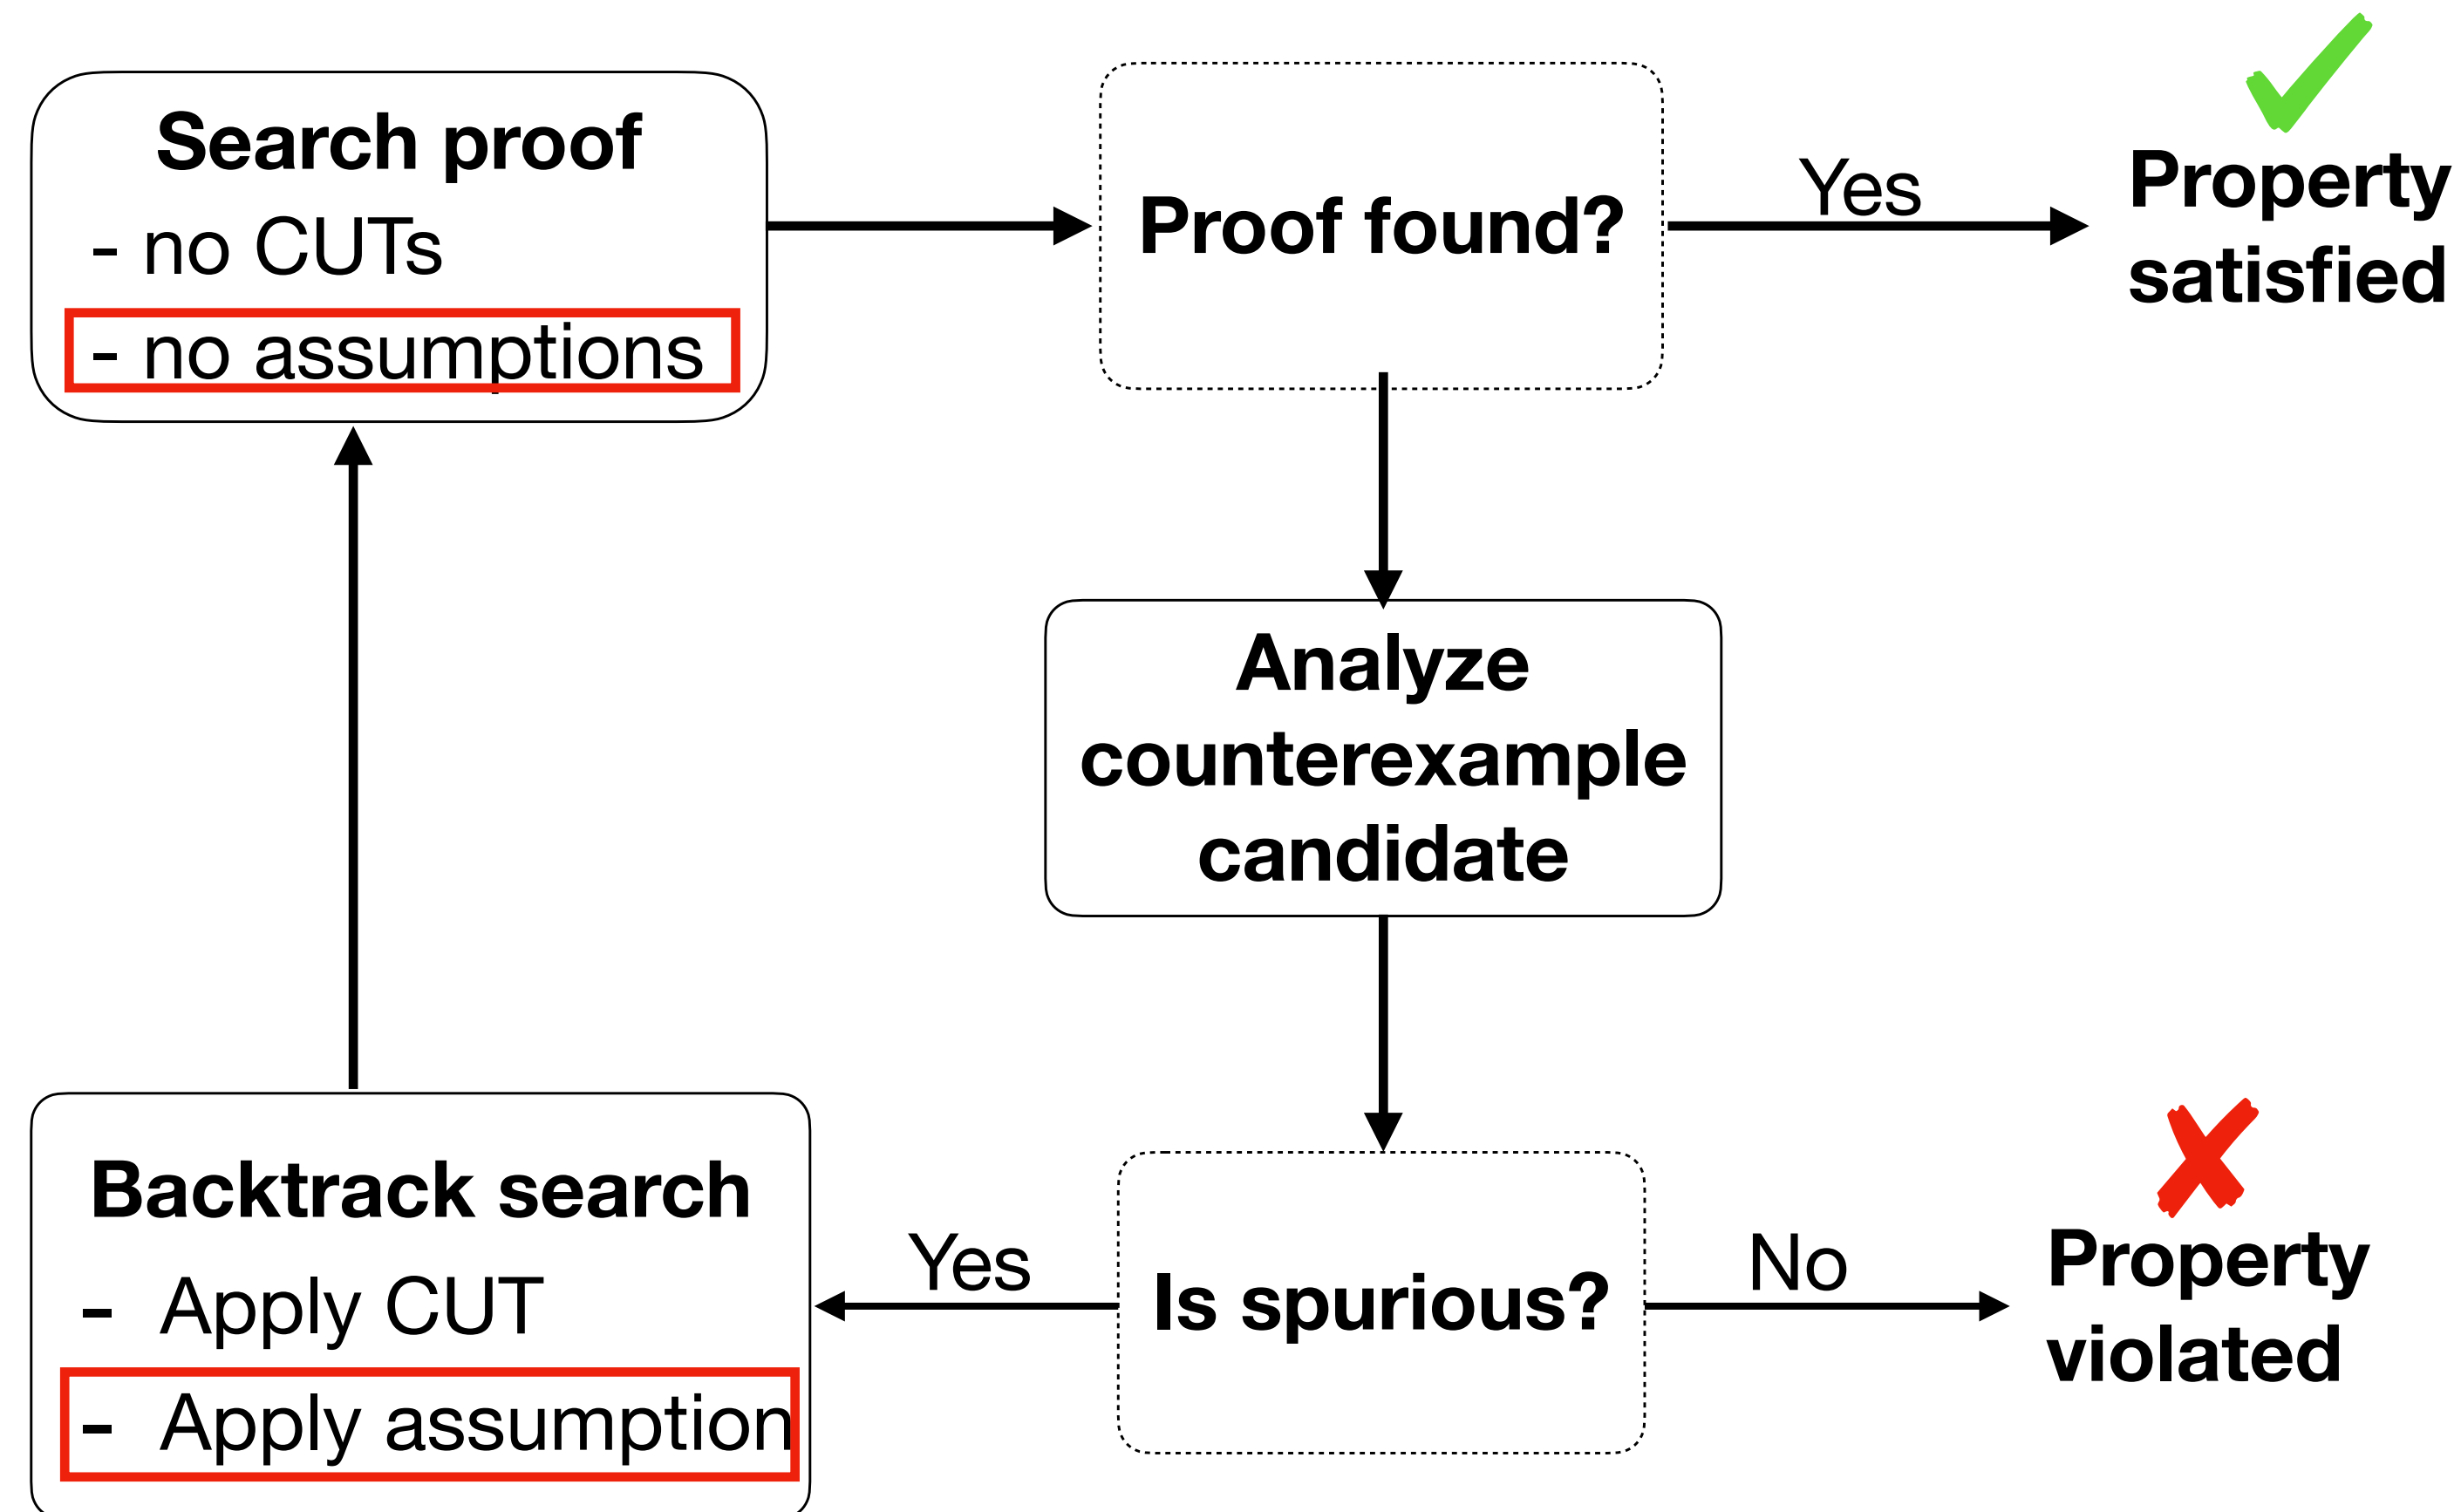 Search proof
- no CUTs
- no assumptions
Proof found?
Yes
Property
satisfied
Analyze
counterexample
candidate
Backtrack search
- Apply CUT
- Apply assumption
Yes
Is spurious?
No
Property
violated